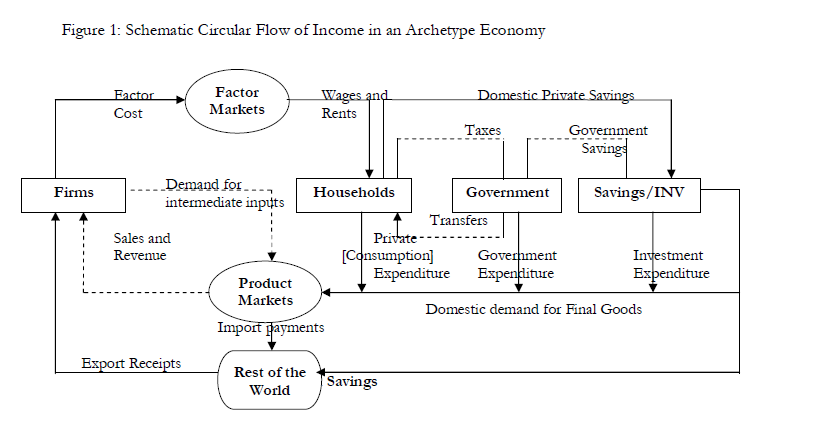 Figure 1: Schematic Circular Flow of Income in an Archetype Economy
Factor
Cost
Factor
Markets
Wages and
Rents
Domestic Private Savings
Taxes
Government
Savings
Firms
Demand for
intermediate inputs
Households
Government
Savings/INV
Transfers
Sales and
Revenue
Private
[Consumption]
Expenditure
Government
Expenditure
Investment
Expenditure
Product
Markets
Domestic demand for Final Goods
Import payments
Export Receipts
Rest of the
World
Savings